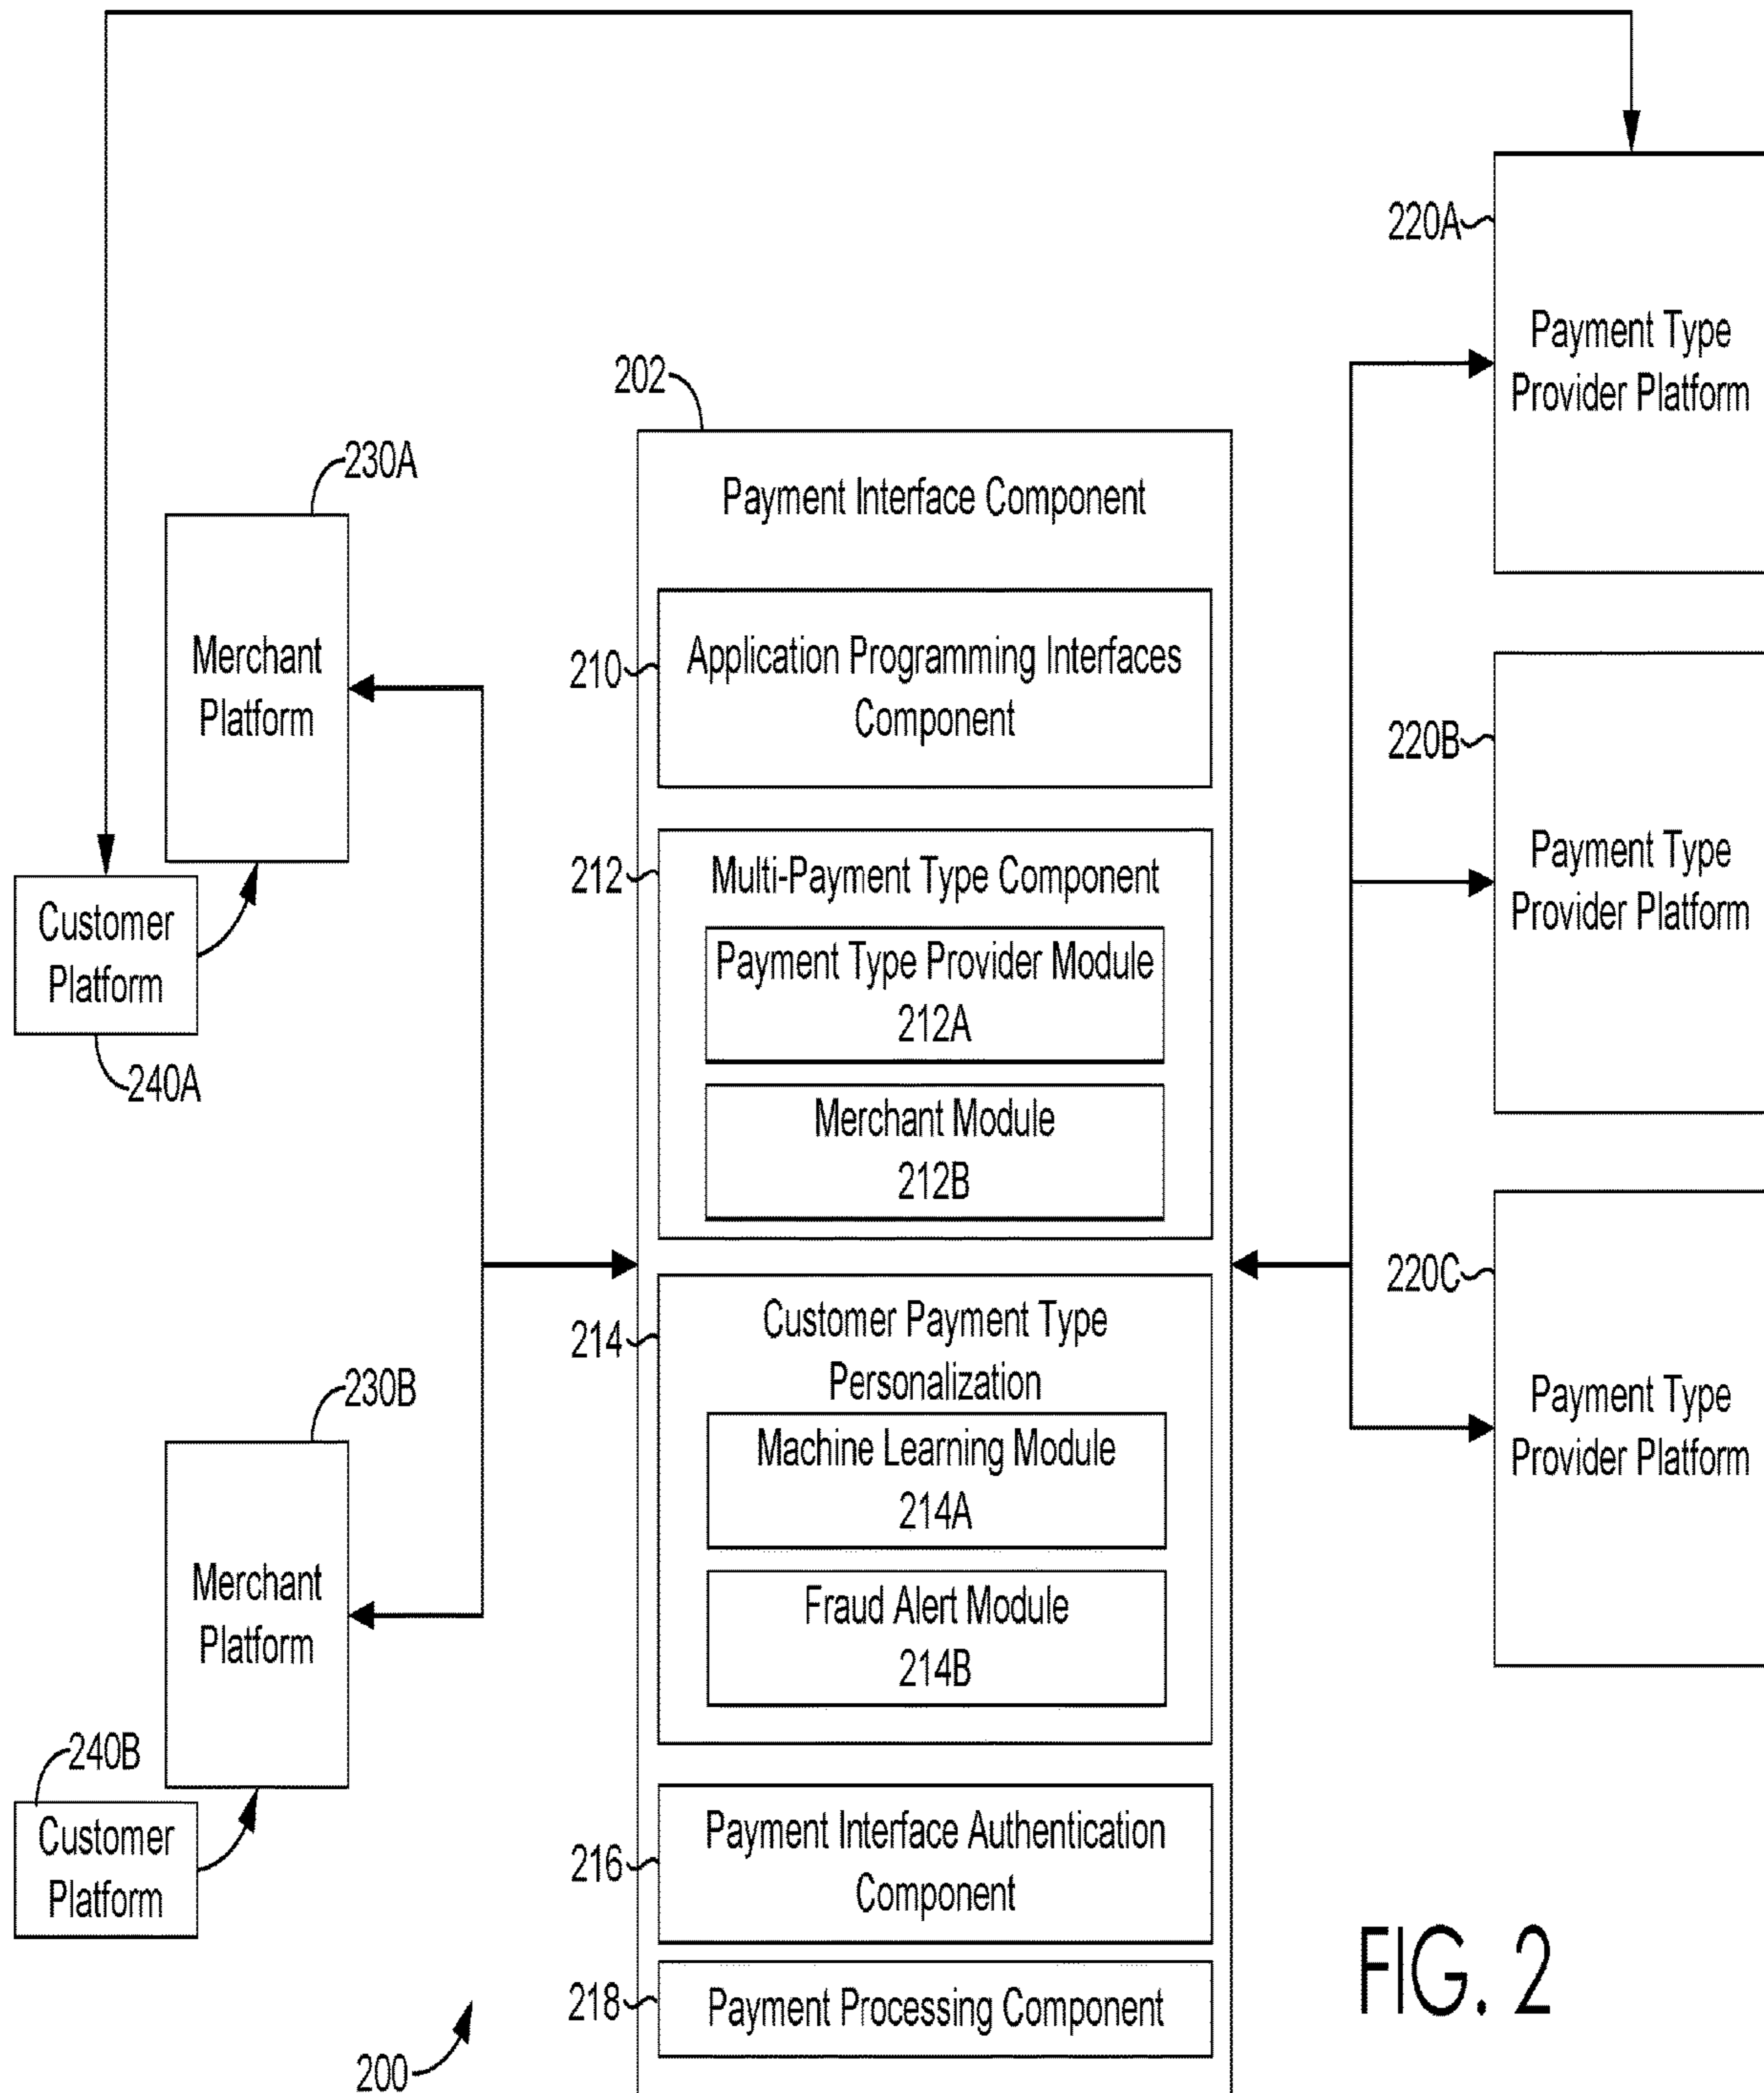 220A
Payment Type
Provider Platform
202
230A
Payment Interface Component
Merchant
Platform
210
Application Programming Interfaces
Component
220B
Payment Type
Provider Platform
212
Multi-Payment Type Component
Customer
Platform
240A
Payment Type Provider Module
212A
Merchant Module
212B
220C
Payment Type
Provider Platform
214
Customer Payment Type
Personalization
230B
Machine Learning Module
214A
Merchant
Platform
Fraud Alert Module
214B
240B
Customer
Platform
216
Payment Interface Authentication
Component
218
Payment Processing Component
200
FIG. 2